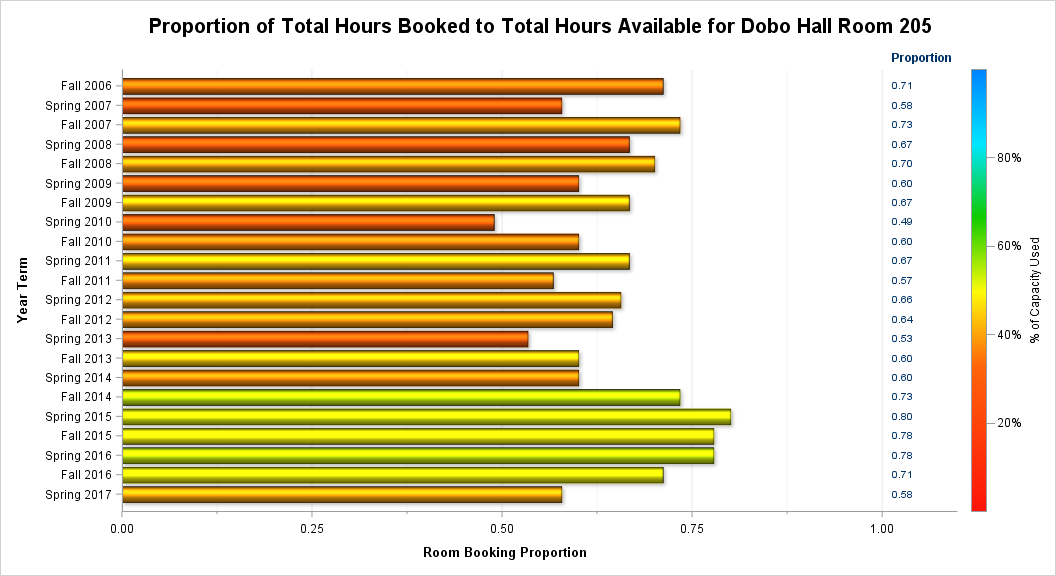 Proportion of Total Hours Booked to Total Hours Available for Dobo Hall Room 205
Proportion
Fall 2006 0.71
Spring 2007 0.58
Fall 2007 0.73
Spring 2008 0.67
Fall 2008 0.70
Spring 2009 0.60
Fall 2009 0.67
Spring 2010 0.49
Fall 2010 0.60
Spring 2011 0.67
Fall 2011 0.57
Spring 2012 0.66
Fall 2012 0.64
Spring 2013 0.53
Fall 2013 0.60
Spring 2014 0.60
Fall 2014 0.73
Spring 2015 0.80
Fall 2015 0.78
Spring 2016 0.78
Fall 2016 0.71
Spring 2017 0.58
Year Term
0.00 0.25 0.50 0.75 1.00
Room Booking Proportion
80%
60%
40%
20%
% of Capacity Used